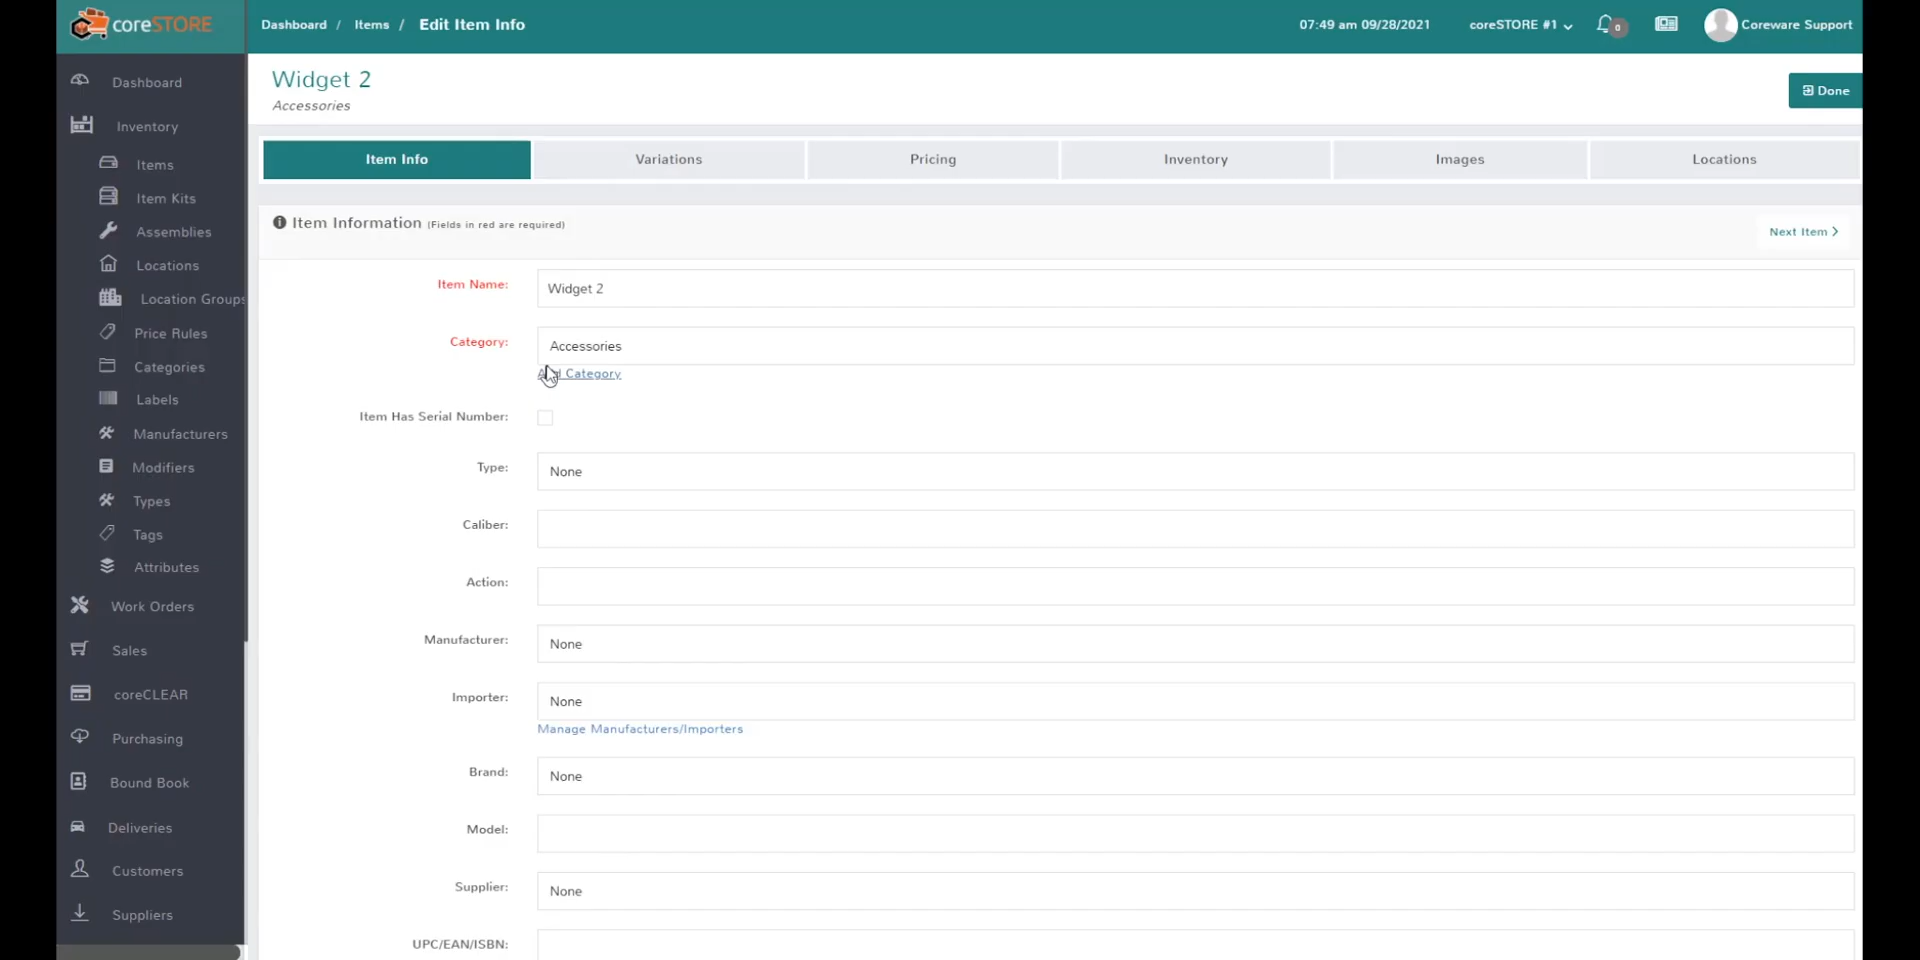 coreSTORE
Dashboard / Items / Edit Item Info
07:49 am 09/28/2021
coreSTORE #1
0
Coreware Support
Dashboard
Inventory
Items
Item Kits
Assemblies
Locations
Location Groups
Price Rules
Categories
Labels
Manufacturers
Modifiers
Types
Tags
Attributes
Work Orders
Sales
coreCLEAR
Purchasing
Bound Book
Deliveries
Customers
Suppliers
Widget 2
Accessories
Done
Item Info
Variations
Pricing
Inventory
Images
Locations
Item Information (Fields in red are required)
Next Item
Item Name: Widget 2
Category: Accessories
Category
Item Has Serial Number:
Type: None
Caliber:
Action:
Manufacturer: None
Importer: None
Manage Manufacturers/Importers
Brand: None
Model:
Supplier: None
UPC/EAN/ISBN: